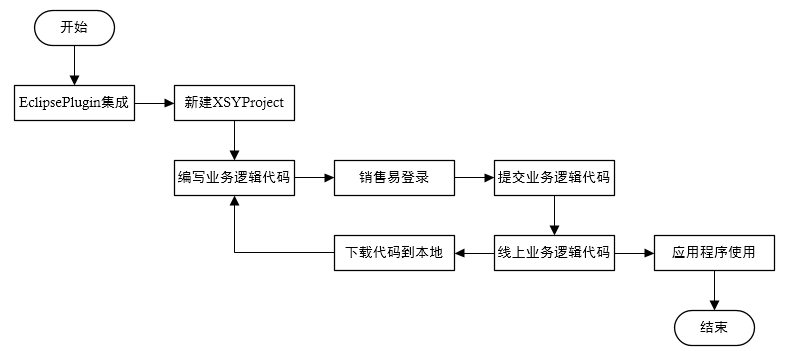 开始
EclipsePlugin集成
新建XSYProject
编写业务逻辑代码
销售易登录
提交业务逻辑代码
下载代码到本地
线上业务逻辑代码
应用程序使用
结束